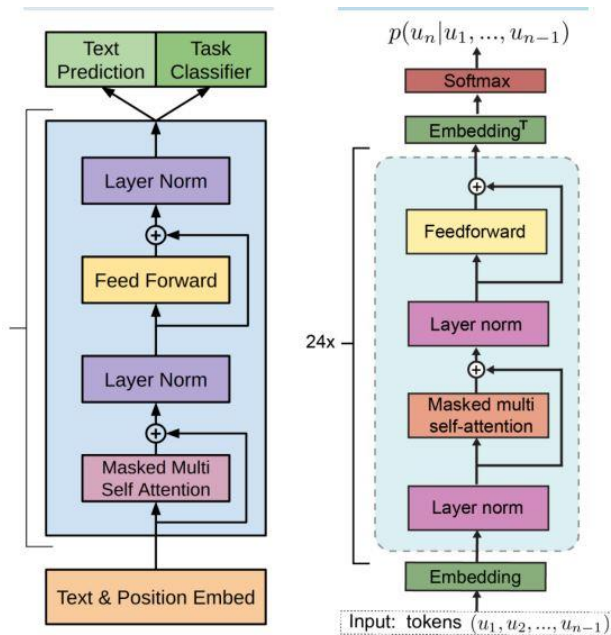 Text
Prediction
Task
Classifier
Layer Norm
+
Feed Forward
Layer Norm
+
Masked Multi
Self Attention
Text & Position Embed
p(u_n|u_1, ..., u_{n-1})
Softmax
Embedding^T
+
Feedforward
Layer norm
24x
+
Masked multi
self-attention
Layer norm
Embedding
Input: tokens (u_1, u_2, ..., u_{n-1})